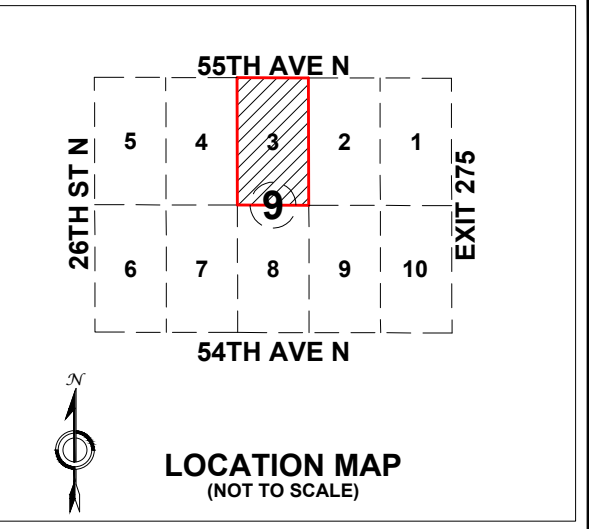 55TH AVE N
26TH ST N
5 4 3 2 1
EXIT 275
9
6 7 8 9 10
54TH AVE N
N
LOCATION MAP
(NOT TO SCALE)